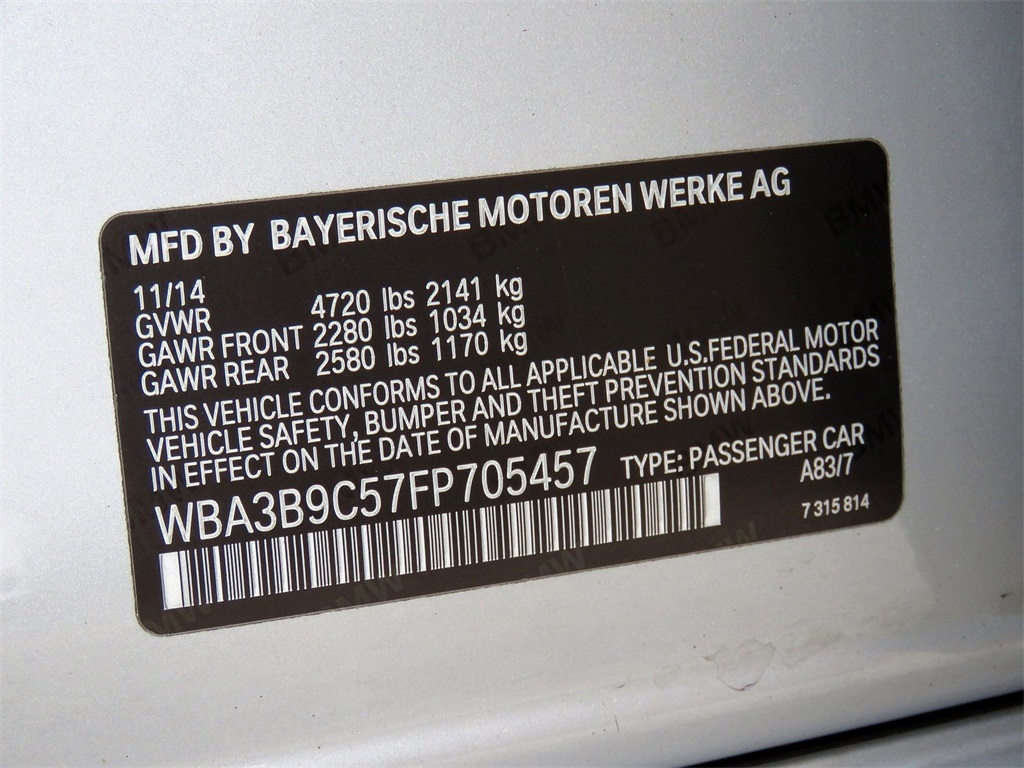 MFD BY BAYERISCHE MOTOREN WERKE AG
11/14
GVWR 4720 lbs 2141 kg
GAWR FRONT 2280 lbs 1034 kg
GAWR REAR 2580 lbs 1170 kg
THIS VEHICLE CONFORMS TO ALL APPLICABLE U.S.FEDERAL MOTOR
VEHICLE SAFETY, BUMPER AND THEFT PREVENTION STANDARDS
IN EFFECT ON THE DATE OF MANUFACTURE SHOWN ABOVE.
WBA3B9C57FP705457 TYPE: PASSENGER CAR
A83/7
7 315 814